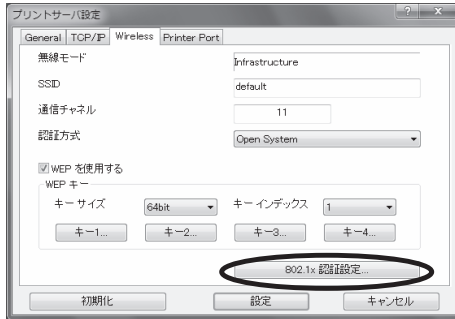 プリントサーバ設定
General TCP/IP Wireless Printer Port
無線モード Infrastructure
SSID default
通信チャネル 11
認証方式 Open System
WEP を使用する
WEP キー
キー サイズ 64bit キー インデックス 1
キー1... キー2... キー3... キー4...
802.1x 認証設定...
初期化 設定 キャンセル